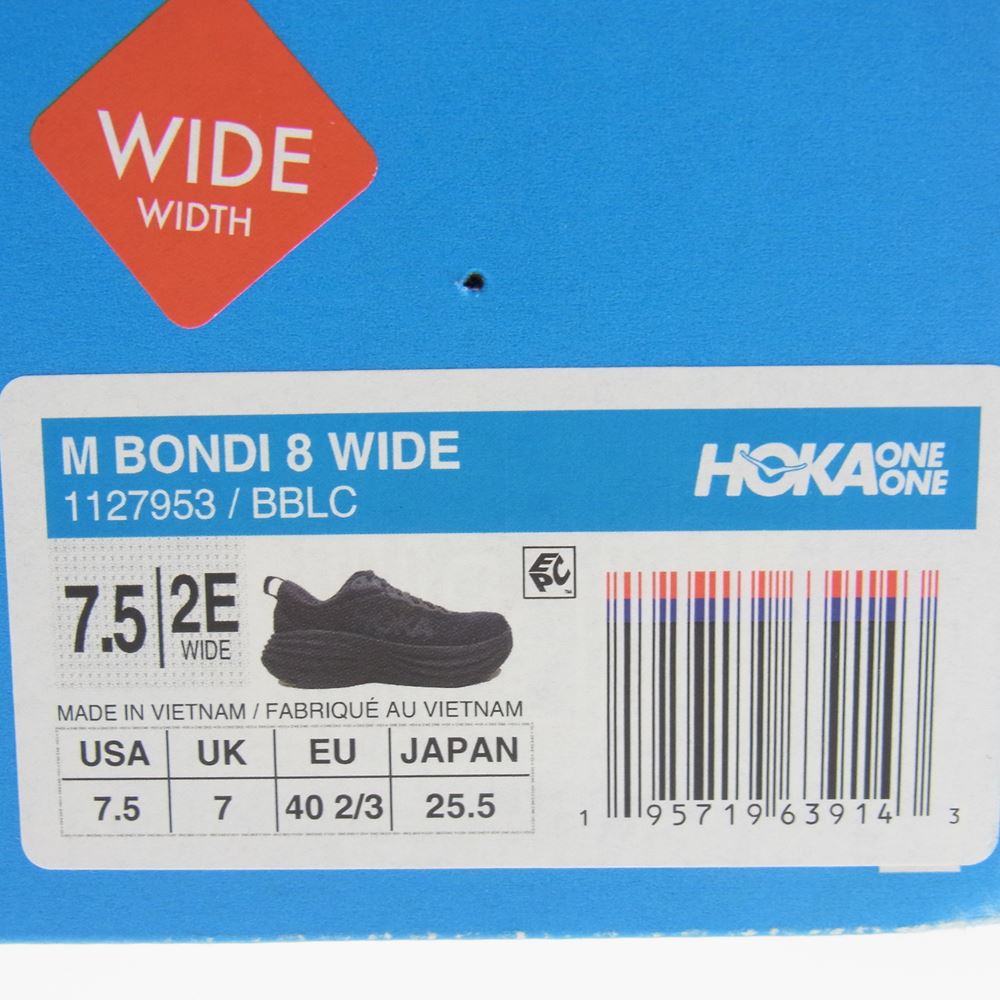 WIDE
WIDTH
M BONDI 8 WIDE
1127953 / BBLC
HOKA ONE ONE
7.5 2E
WIDE
EPC
MADE IN VIETNAM / FABRIQUÉ AU VIETNAM
USA UK EU JAPAN
7.5 7 40 2/3 25.5
1 95719 63914 3